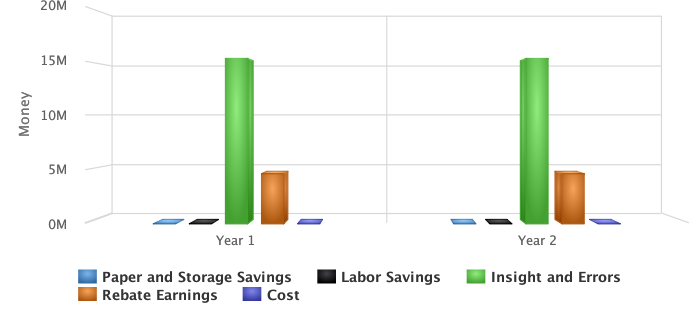 20M
15M
10M
5M
0M
Money
Year 1
Year 2
Paper and Storage Savings
Labor Savings
Insight and Errors
Rebate Earnings
Cost